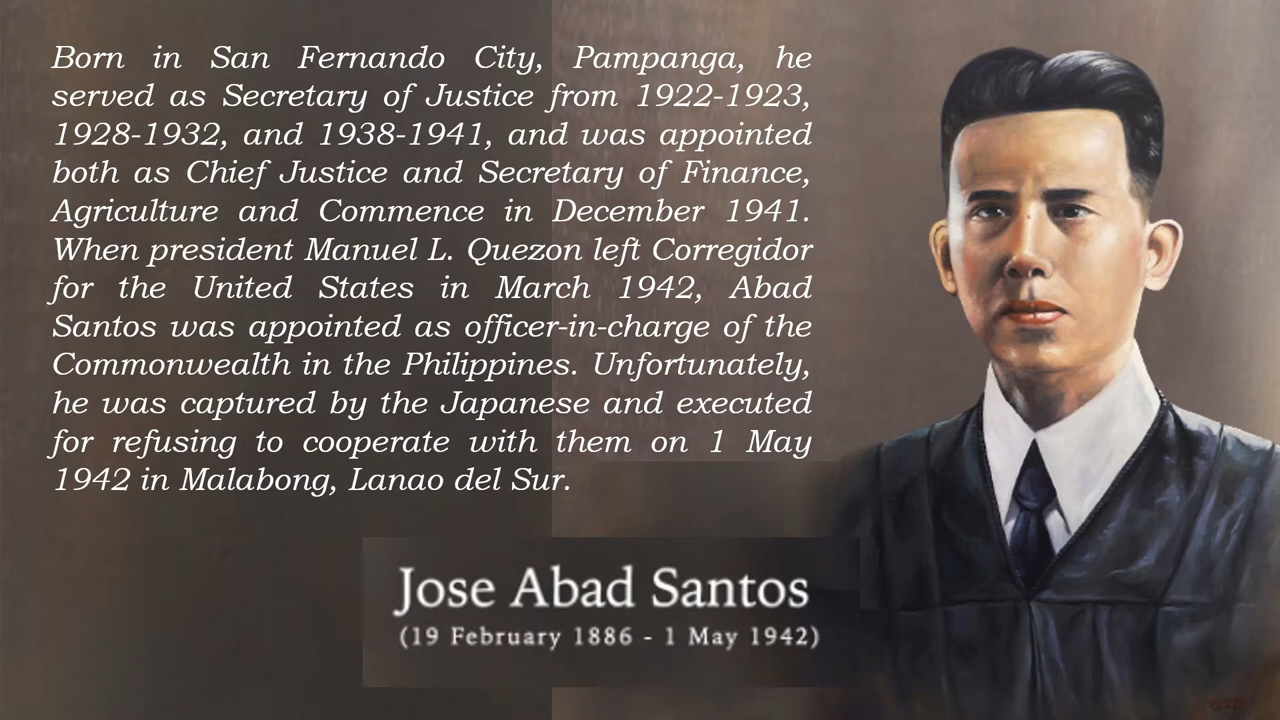 Born in San Fernando City, Pampanga, he
served as Secretary of Justice from 1922-1923,
1928-1932, and 1938-1941, and was appointed
both as Chief Justice and Secretary of Finance,
Agriculture and Commence in December 1941.
When president Manuel L. Quezon left Corregidor
for the United States in March 1942, Abad
Santos was appointed as officer-in-charge of the
Commonwealth in the Philippines. Unfortunately,
he was captured by the Japanese and executed
for refusing to cooperate with them on 1 May
1942 in Malabong, Lanao del Sur.
Jose Abad Santos
(19 February 1886 - 1 May 1942)